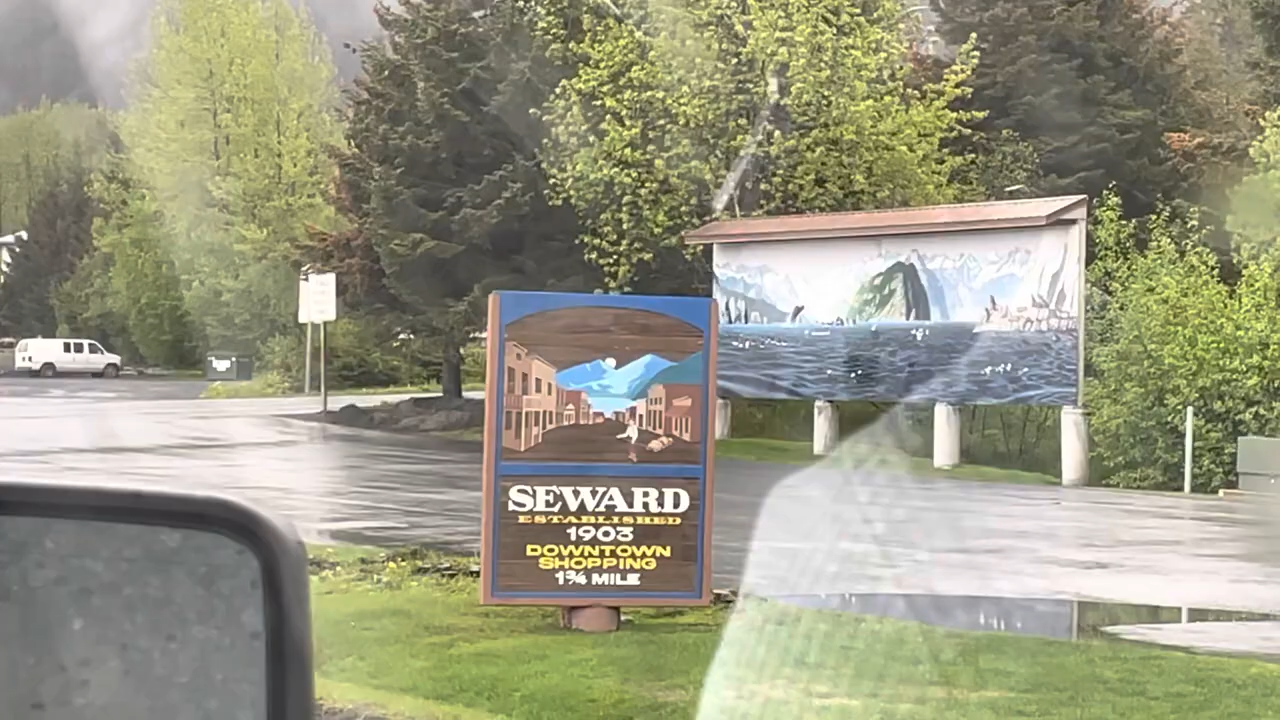 SEWARD
ESTABLISHED
1903
DOWNTOWN
SHOPPING
1¾ MILE